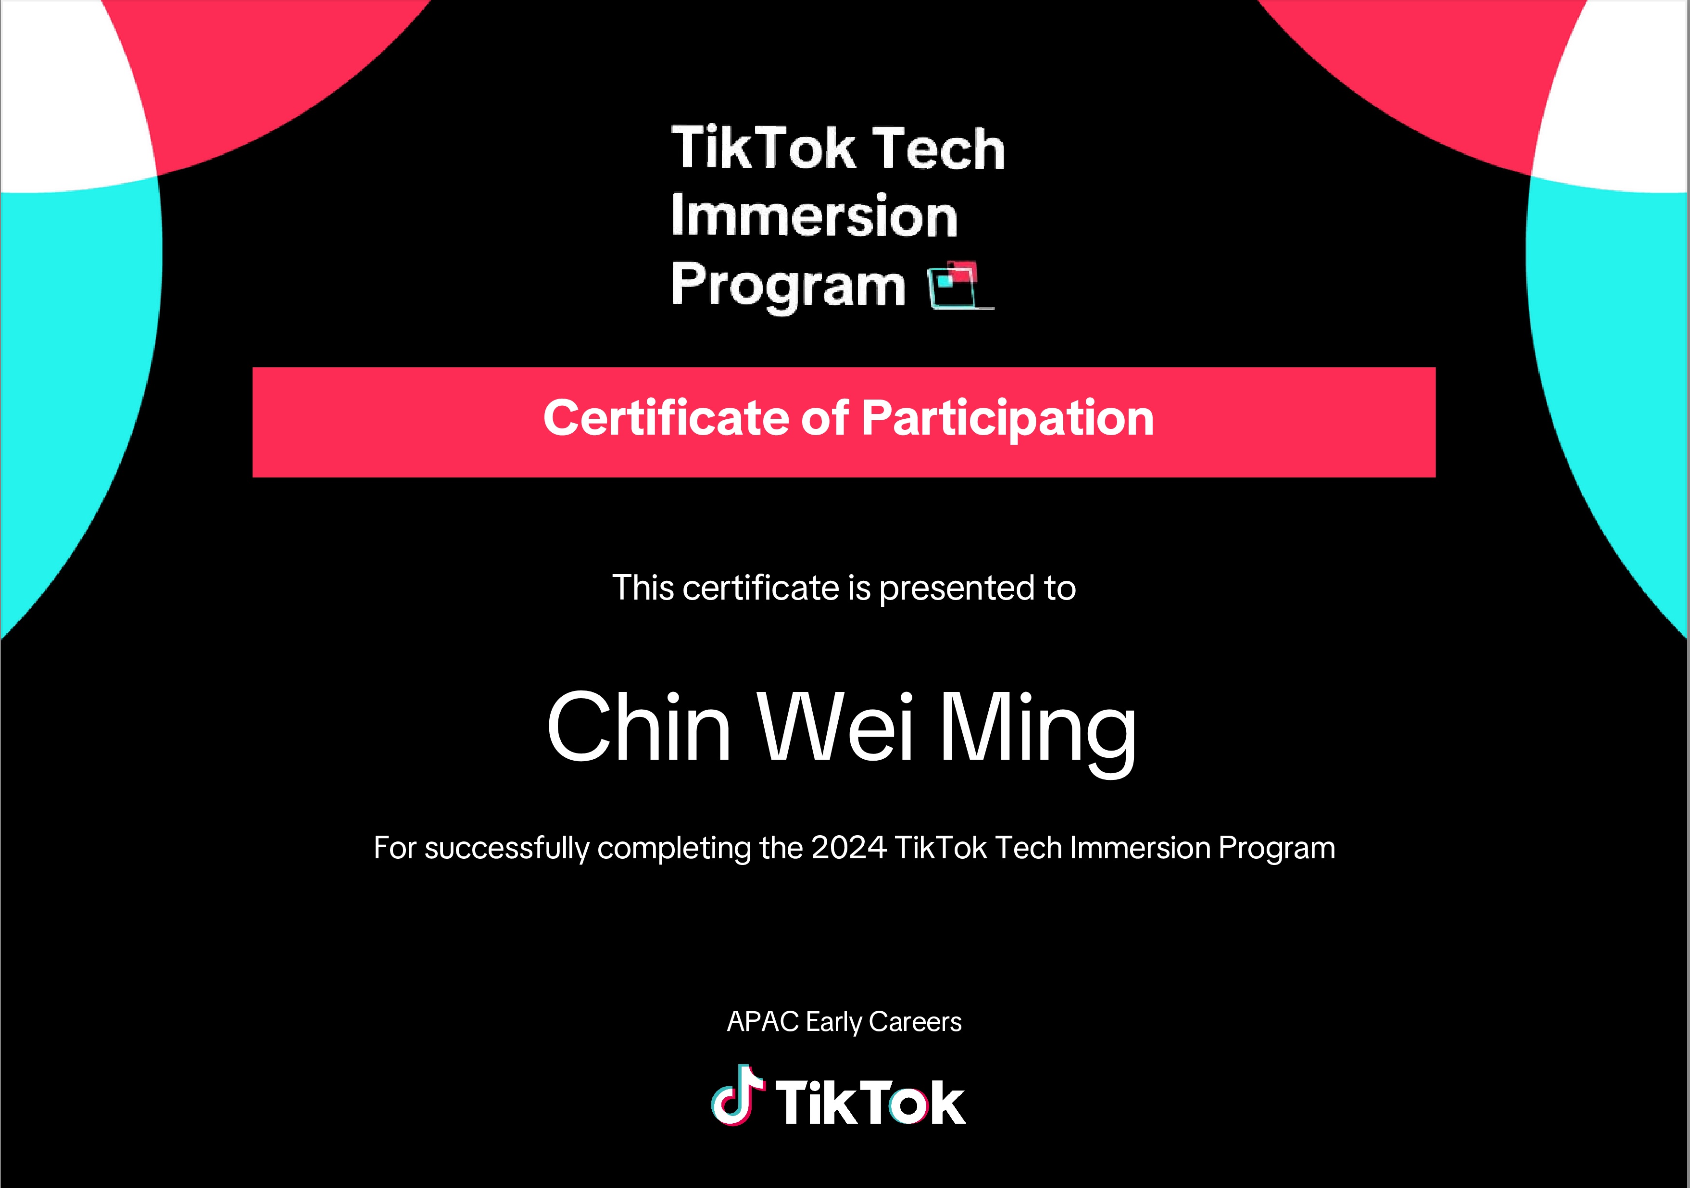 TikTok Tech
Immersion
Program
Certificate of Participation
This certificate is presented to
Chin Wei Ming
For successfully completing the 2024 TikTok Tech Immersion Program
APAC Early Careers
TikTok